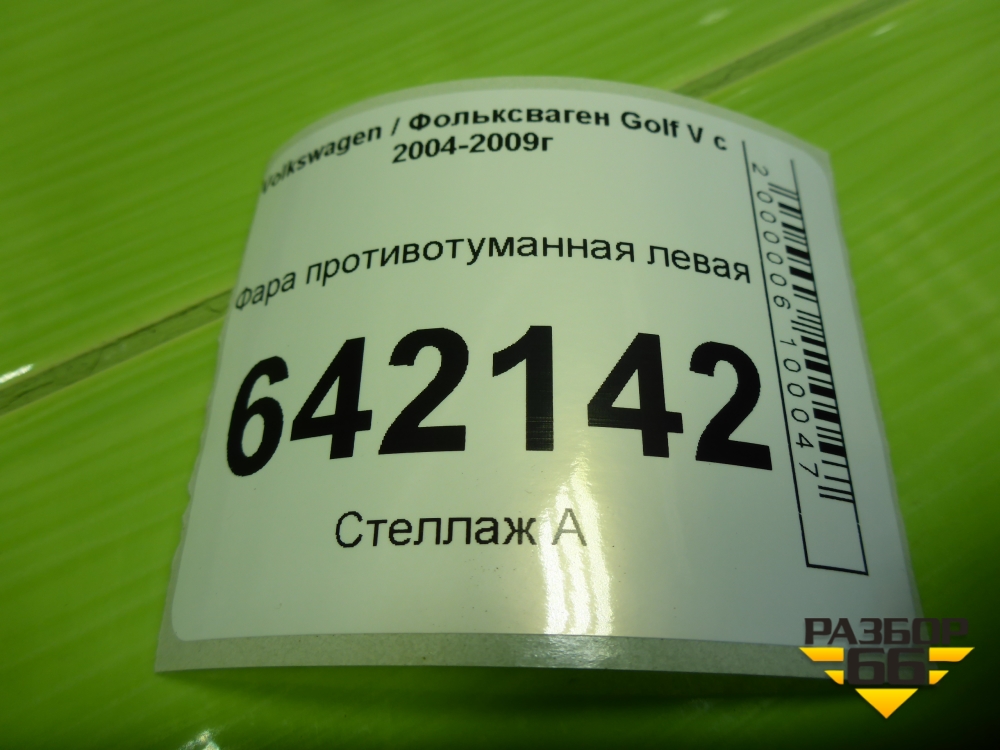 Volkswagen / Фольксваген Golf V с
2004-2009г
Фара противотуманная левая
642142
Стеллаж А
2000006100047
РАЗБОР
66